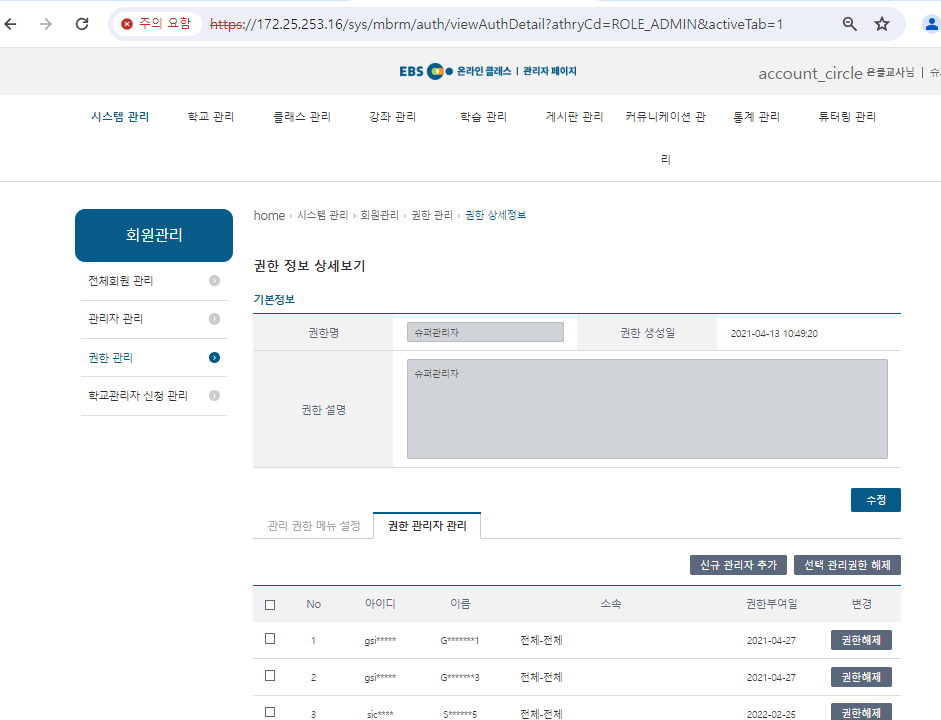 주의 요함 https://172.25.253.16/sys/mbrm/auth/viewAuthDetail?athryCd=ROLE_ADMIN&activeTab=1
EBS 온라인 클래스 | 관리자 페이지
account_circle 은물교사님 | 슈
시스템 관리 학교 관리 클래스 관리 강좌 관리 학습 관리 게시판 관리 커뮤니케이션 관리 통계 관리 튜터링 관리
회원관리
전체회원 관리
관리자 관리
권한 관리
학교관리자 신청 관리
home › 시스템 관리 › 회원관리 › 권한 관리 › 권한 상세정보
권한 정보 상세보기
기본정보
권한명 슈퍼관리자 권한 생성일 2021-04-13 10:49:20
권한 설명 슈퍼관리자
수정
관리 권한 메뉴 설정 권한 관리자 관리
신규 관리자 추가 선택 관리권한 해제
No 아이디 이름 소속 권한부여일 변경
1 gsi***** G*******1 전체-전체 2021-04-27 권한해제
2 gsi***** G*******3 전체-전체 2021-04-27 권한해제
3 sic**** S******5 전체-전체 2022-02-25 권한해제